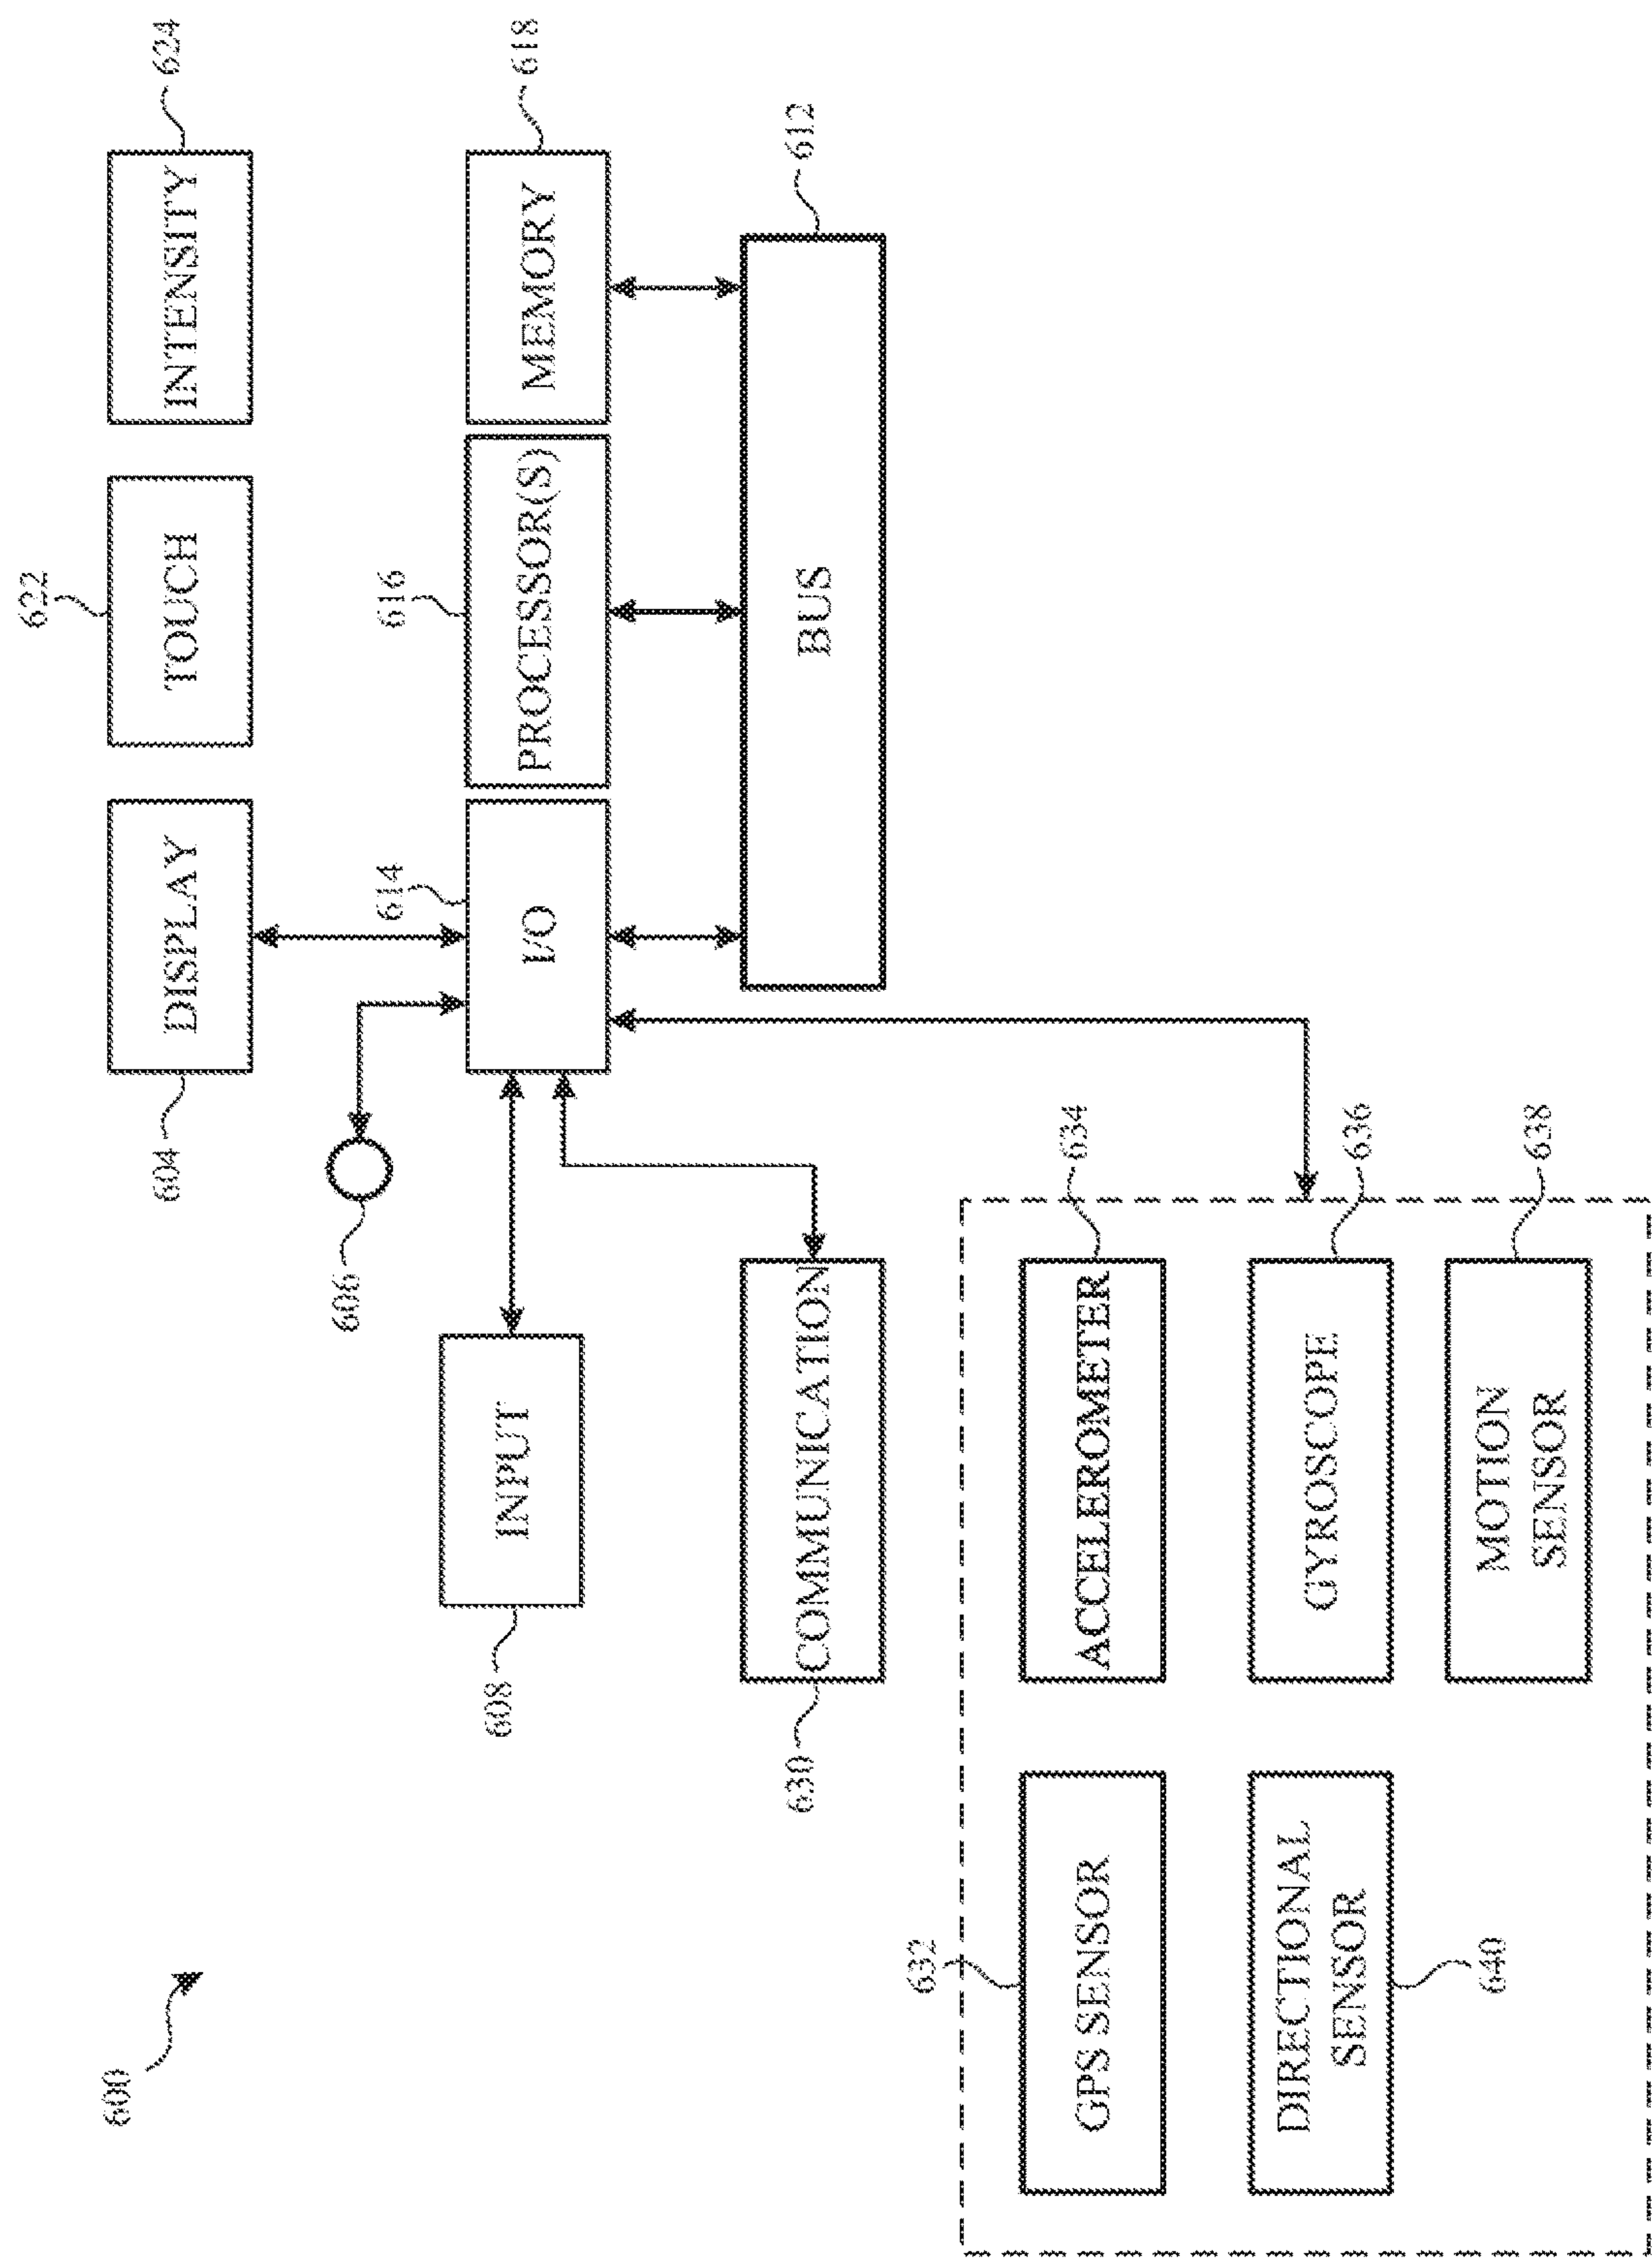 622
600
604
DISPLAY
TOUCH
INTENSITY
624
606
614
616
608
INPUT
I/O
PROCESSOR(S)
MEMORY
618
630
COMMUNICATION
BUS
612
632
GPS SENSOR
ACCELEROMETER
634
DIRECTIONAL
SENSOR
GYROSCOPE
636
640
MOTION
SENSOR
638